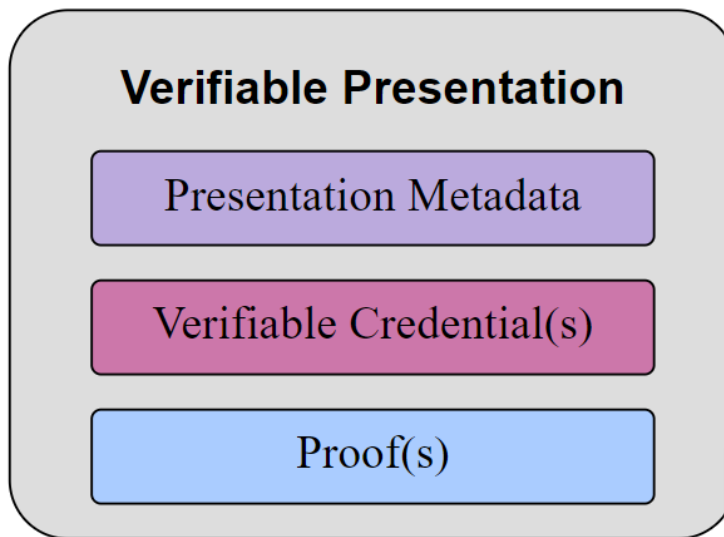 Verifiable Presentation
Presentation Metadata
Verifiable Credential(s)
Proof(s)